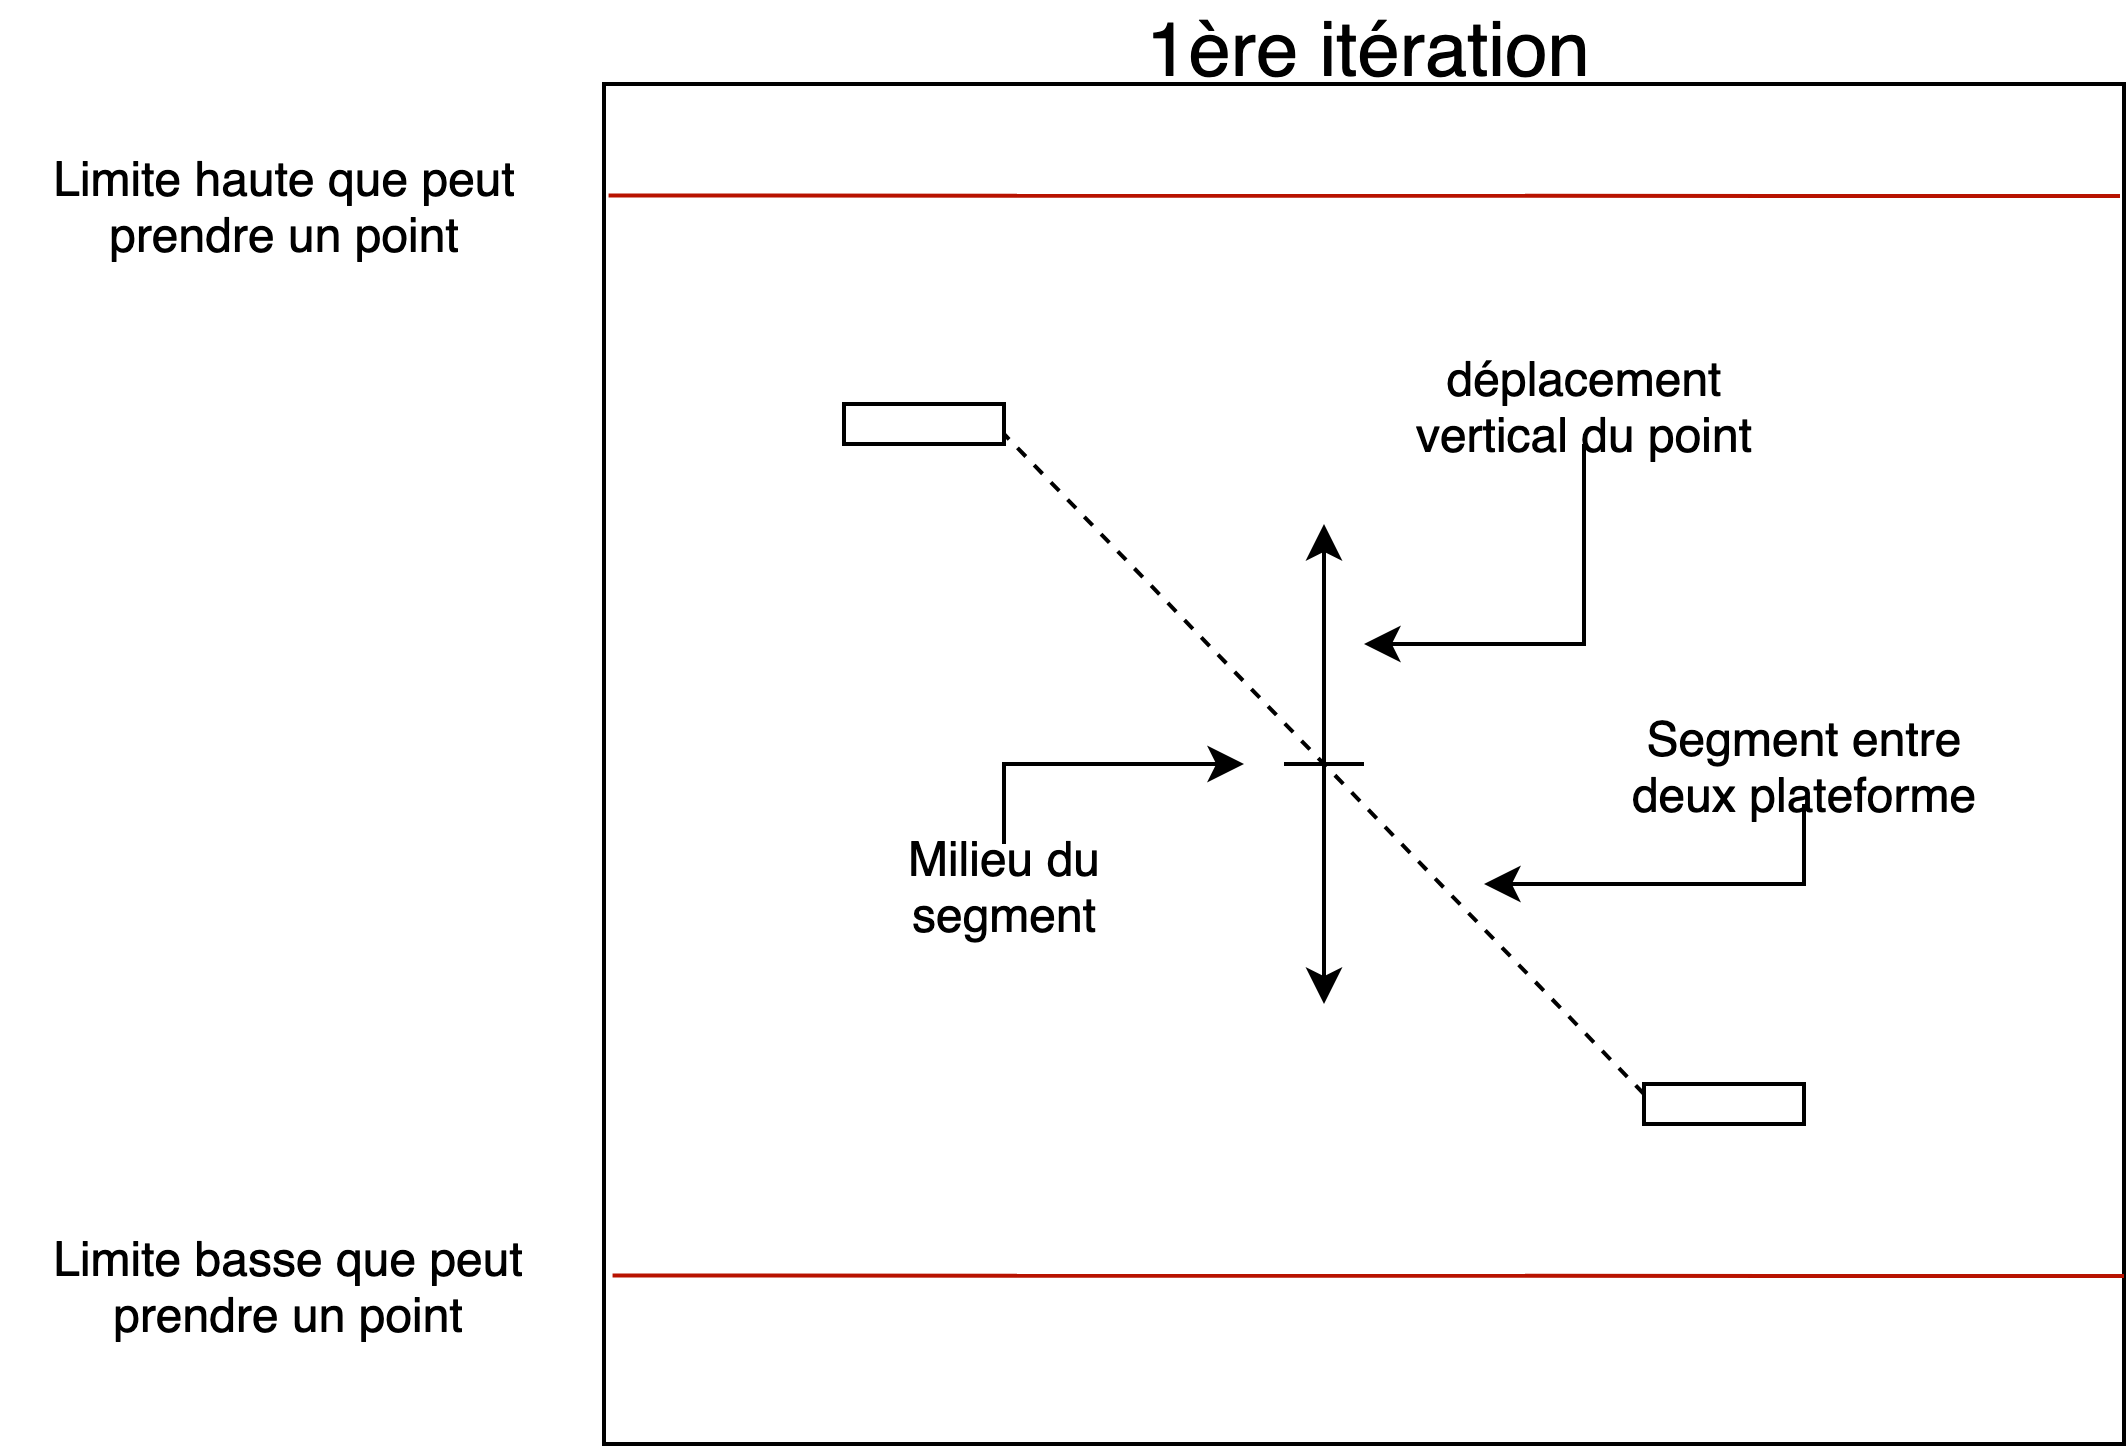 1ère itération
Limite haute que peut
prendre un point
déplacement
vertical du point
Segment entre
deux plateforme
Milieu du
segment
Limite basse que peut
prendre un point